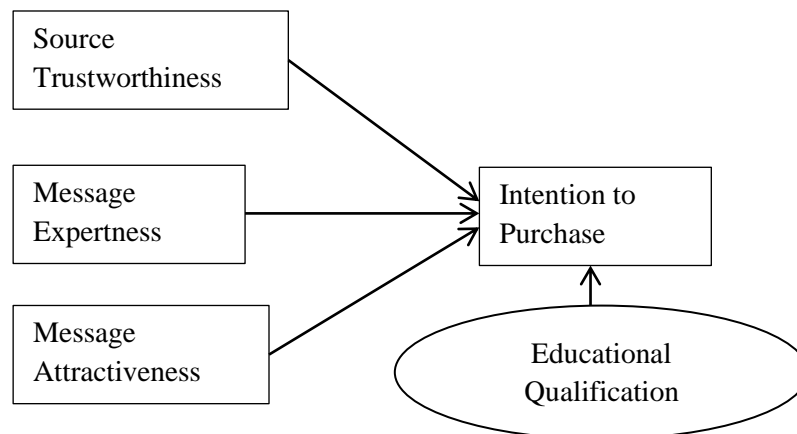 Source
Trustworthiness
Message
Expertness
Intention to
Purchase
Message
Attractiveness
Educational
Qualification